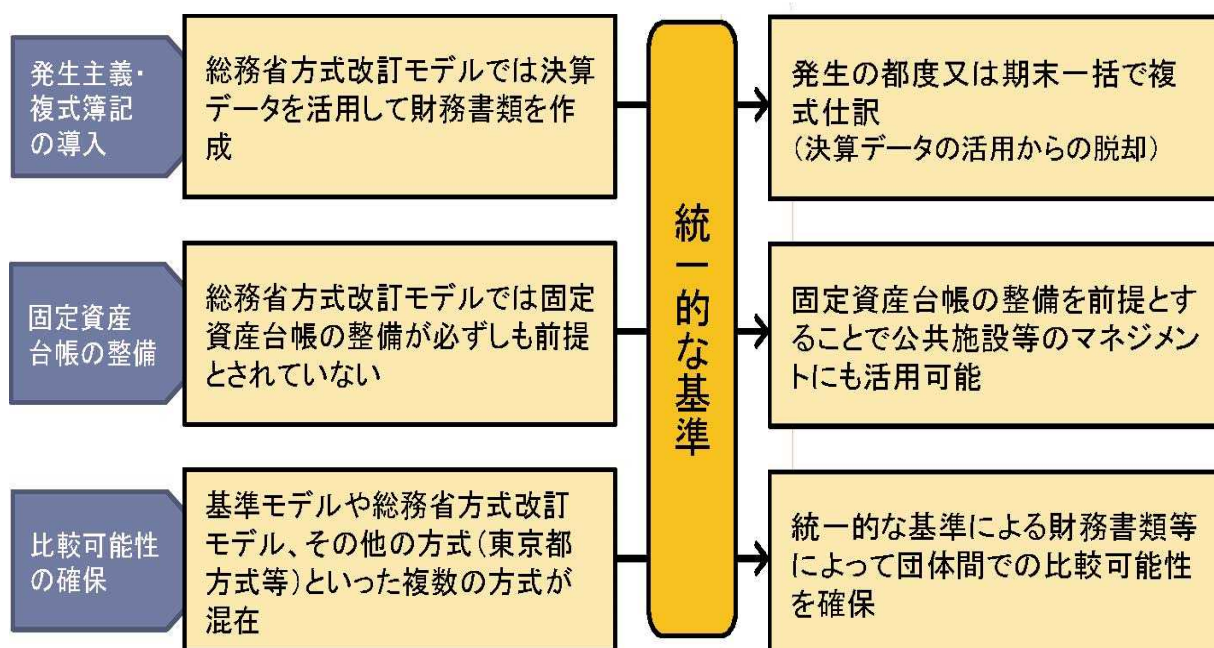 発生主義・
複式簿記
の導入
総務省方式改訂モデルでは決算
データを活用して財務書類を作
成
発生の都度又は期末一括で複
式仕訳
（決算データの活用からの脱却）
統一的な基準
固定資産
台帳の整備
総務省方式改訂モデルでは固定
資産台帳の整備が必ずしも前提
とされていない
固定資産台帳の整備を前提とす
ることで公共施設等のマネジメン
トにも活用可能
比較可能性
の確保
基準モデルや総務省方式改訂
モデル、その他の方式（東京都
方式等）といった複数の方式が
混在
統一的な基準による財務書類等
によって団体間での比較可能性
を確保